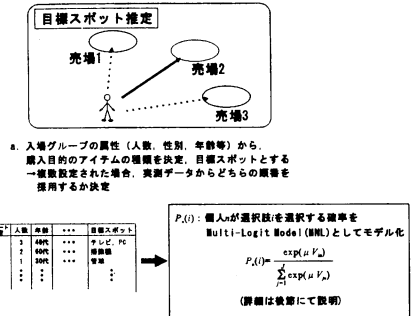 目標スポット推定
売場1
売場2
売場3
a. 入場グループの属性（人数、性別、年齢等）から、
購入目的のアイテムの種類を決定、目標スポットとする
→複数設定された場合、実測データからどちらの順番を
採用するか決定
人数 年齢 ••• 目標スポット
3 40代 ••• テレビ、PC
2 60代 •••
1 30代 ••• 管球
Pn(i)：個人nが選択肢iを選択する確率を
Multi-Logit Model(MNL)としてモデル化
Pn(i)= exp(μVin) / Σ j=1 J exp(μVjn)
（詳細は後節にて説明）